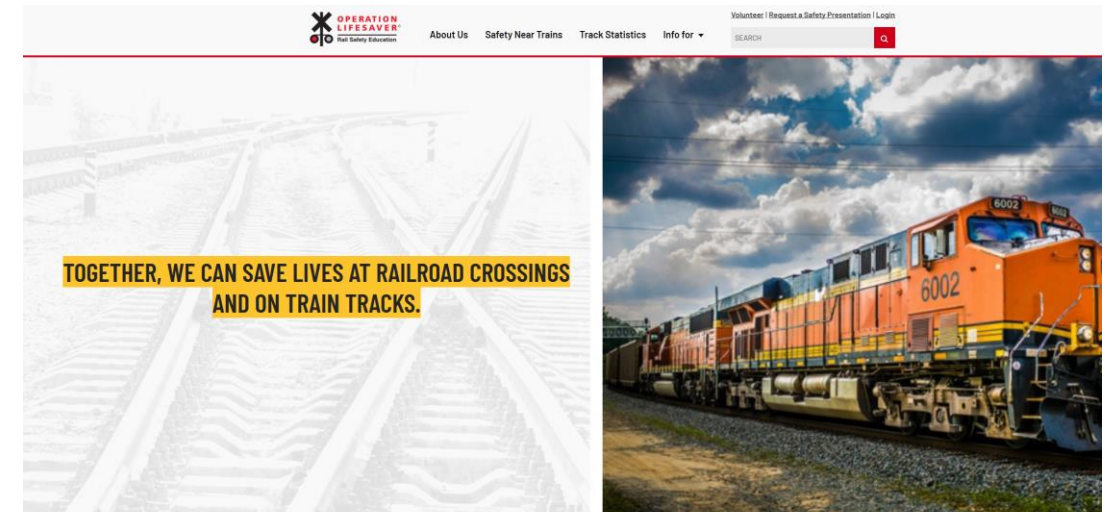 OPERATION
LIFESAVER®
Rail Safety Education
About Us Safety Near Trains Track Statistics Info for
Volunteer | Request a Safety Presentation | Login
SEARCH
TOGETHER, WE CAN SAVE LIVES AT RAILROAD CROSSINGS
AND ON TRAIN TRACKS.
6002
6002
6002